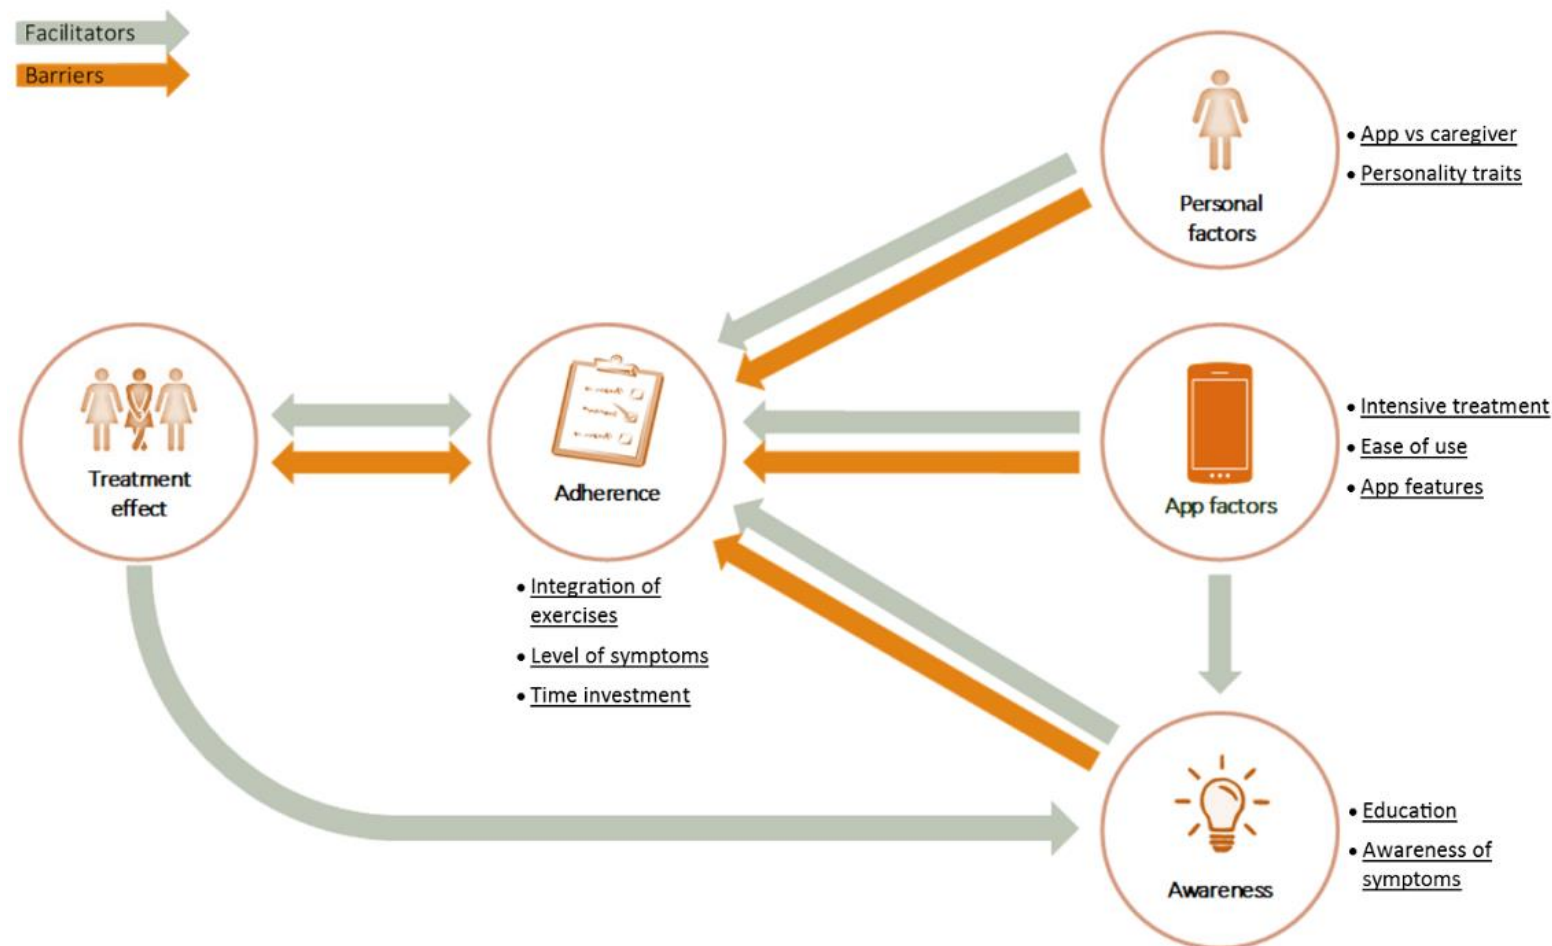 Facilitators
Barriers
Personal
factors
• App vs caregiver
• Personality traits
Treatment
effect
Adherence
• Integration of
exercises
• Level of symptoms
• Time investment
App factors
• Intensive treatment
• Ease of use
• App features
Awareness
• Education
• Awareness of
symptoms